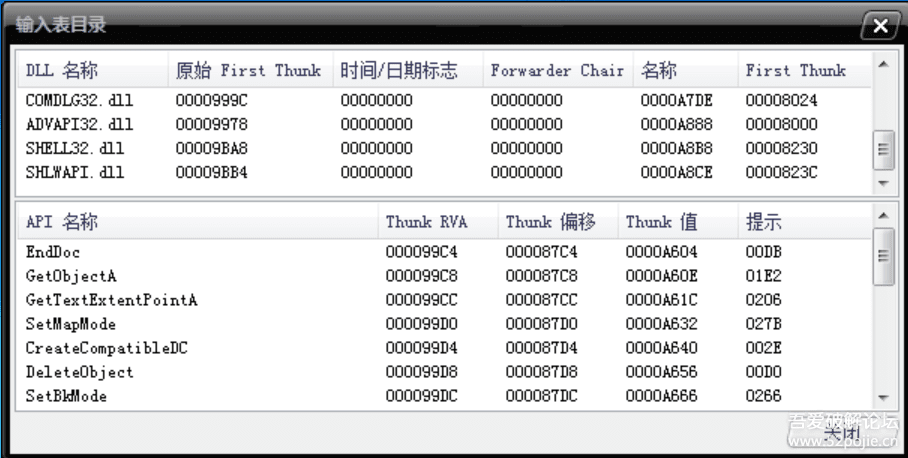 输入表目录
DLL 名称 原始 First Thunk 时间/日期标志 Forwarder Chair 名称 First Thunk
COMDLG32.dll 0000999C 00000000 00000000 0000A7DE 00008024
ADVAPI32.dll 00009978 00000000 00000000 0000A888 00008000
SHELL32.dll 00009BA8 00000000 00000000 0000A8B8 00008230
SHLWAPI.dll 00009BB4 00000000 00000000 0000A8CE 0000823C
API 名称 Thunk RVA Thunk 偏移 Thunk 值 提示
EndDoc 000099C4 000087C4 0000A604 00DB
GetObjectA 000099C8 000087C8 0000A60E 01E2
GetTextExtentPointA 000099CC 000087CC 0000A61C 0206
SetMapMode 000099D0 000087D0 0000A632 027B
CreateCompatibleDC 000099D4 000087D4 0000A640 002E
DeleteObject 000099D8 000087D8 0000A656 00D0
SetBkMode 000099DC 000087DC 0000A666 0266
吾爱破解论坛
关闭
www.52pojie.cn